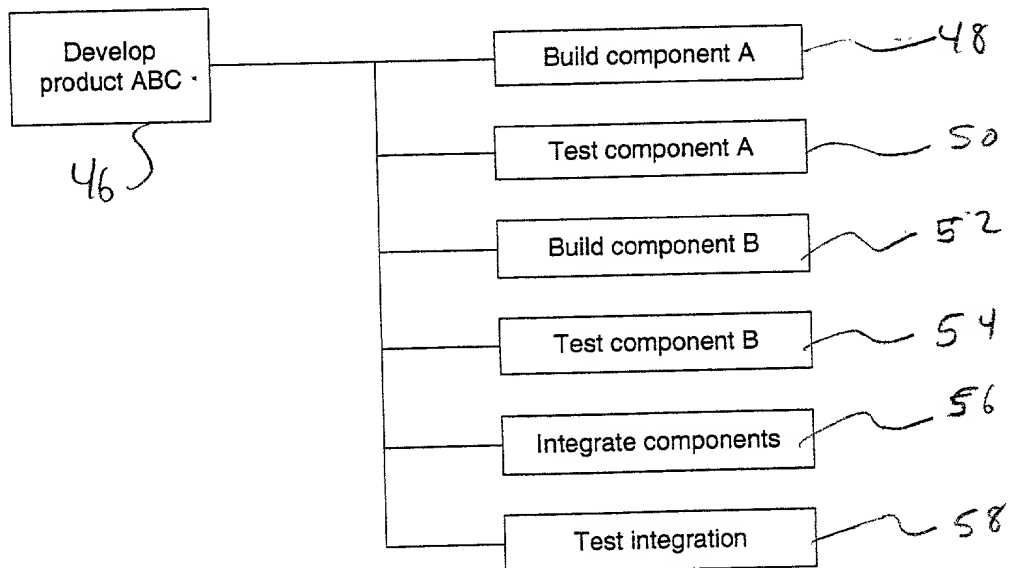 Develop
product ABC
46
Build component A
48
Test component A
50
Build component B
52
Test component B
54
Integrate components
56
Test integration
58